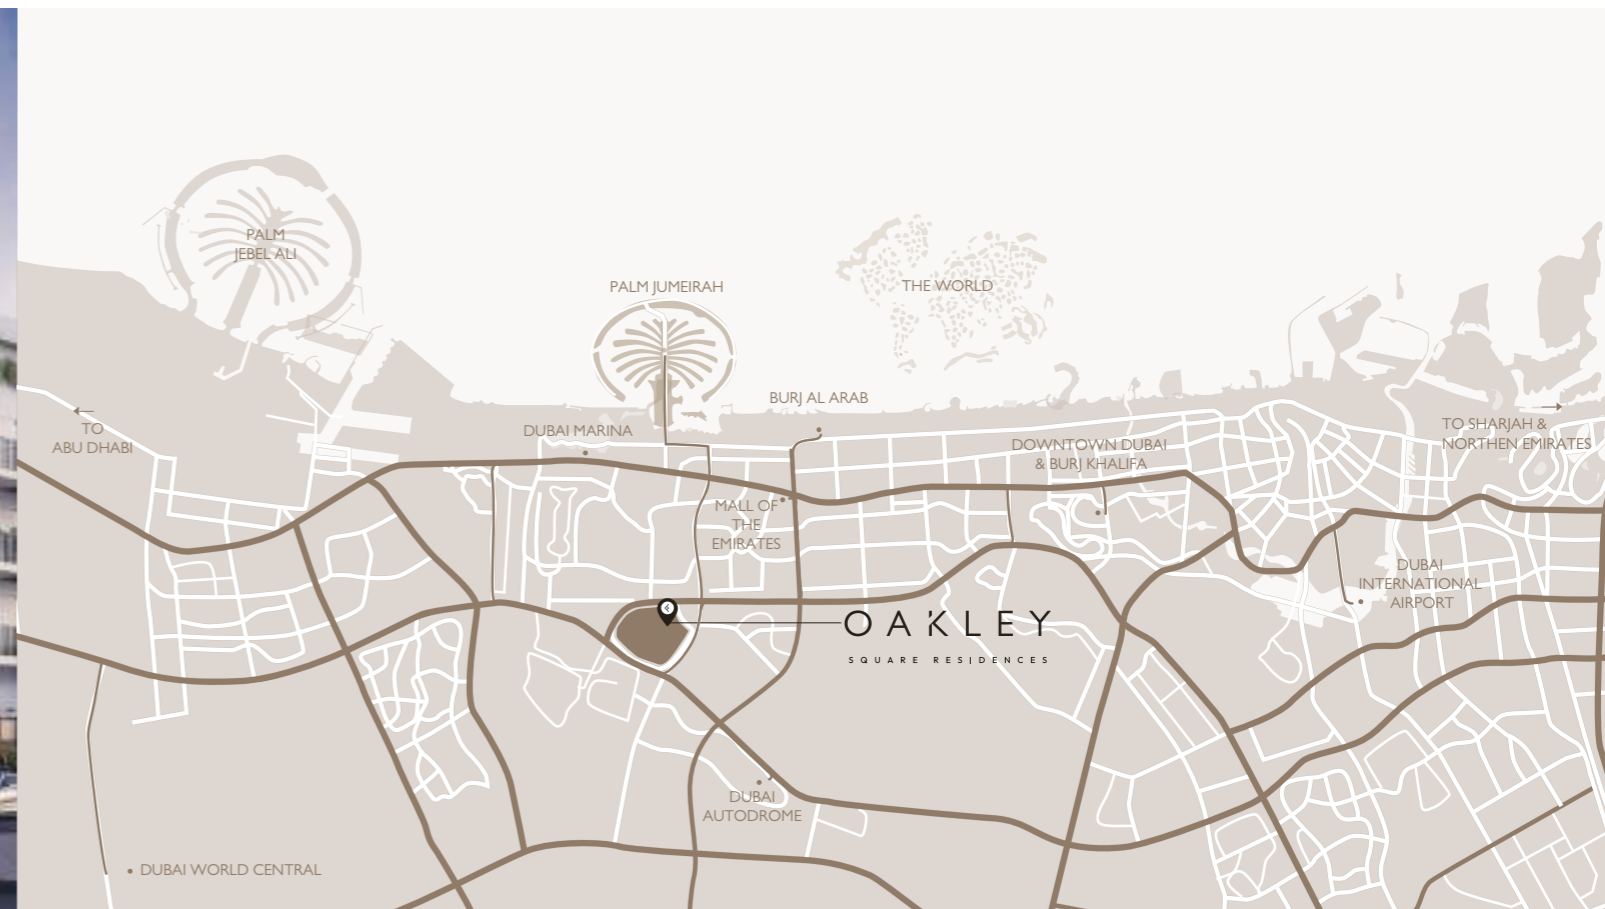 PALM
JEBEL ALI
PALM JUMEIRAH
THE WORLD
BURJ AL ARAB
TO
ABU DHABI
DUBAI MARINA
DOWNTOWN DUBAI
& BURJ KHALIFA
TO SHARJAH &
NORTHEN EMIRATES
MALL OF
THE
EMIRATES
DUBAI
INTERNATIONAL
AIRPORT
OAKLEY
SQUARE RESIDENCES
DUBAI
AUTODROME
DUBAI WORLD CENTRAL